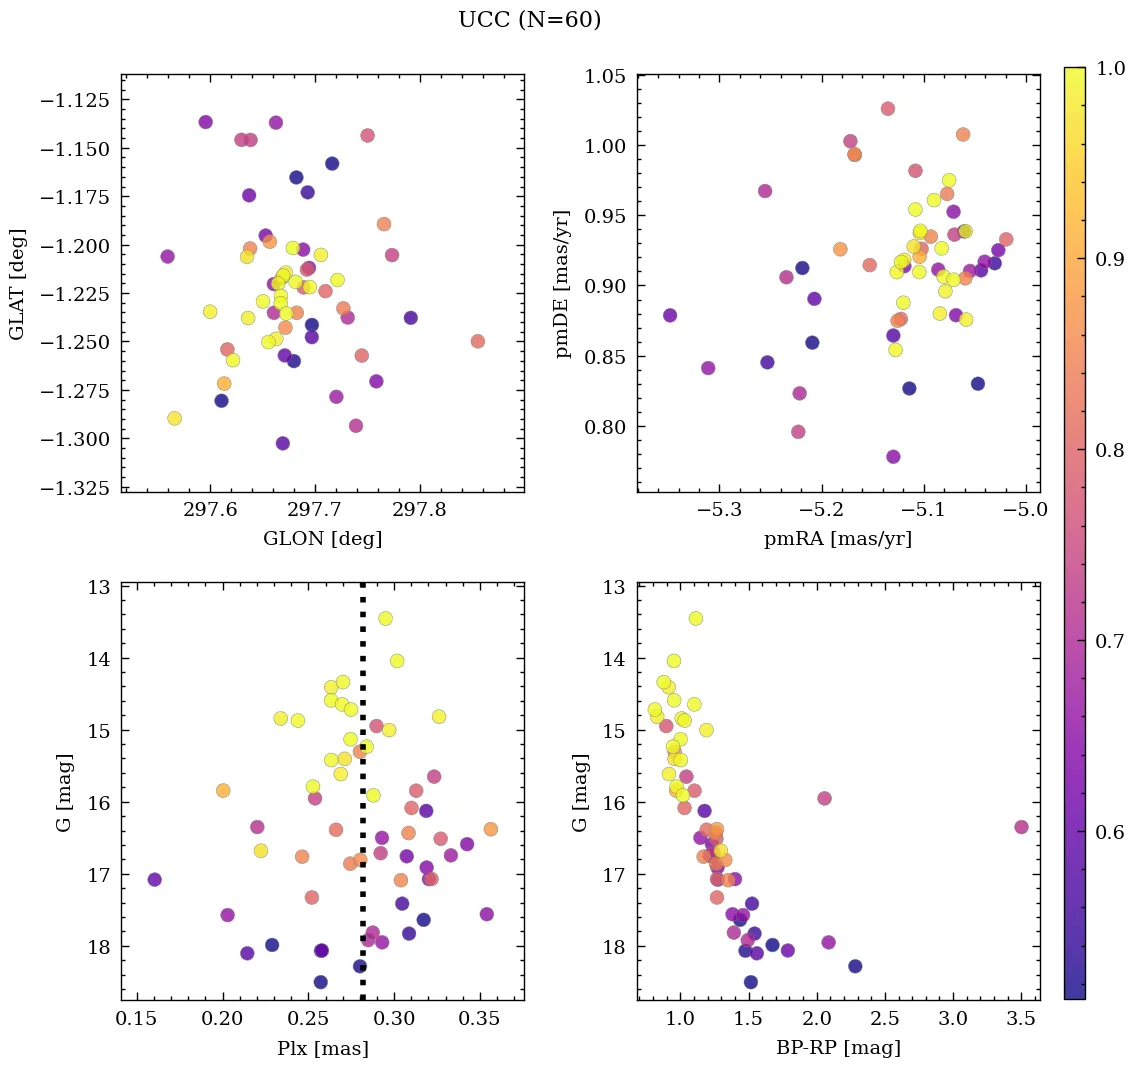 UCC (N=60)
−1.125
−1.150
−1.175
−1.200
−1.225
−1.250
−1.275
−1.300
−1.325
GLAT [deg]
297.6 297.7 297.8
GLON [deg]
1.05
1.00
0.95
0.90
0.85
0.80
pmDE [mas/yr]
−5.3 −5.2 −5.1 −5.0
pmRA [mas/yr]
13
14
15
16
17
18
G [mag]
0.15 0.20 0.25 0.30 0.35
Plx [mas]
13
14
15
16
17
18
G [mag]
1.0 1.5 2.0 2.5 3.0 3.5
BP-RP [mag]
1.0
0.9
0.8
0.7
0.6